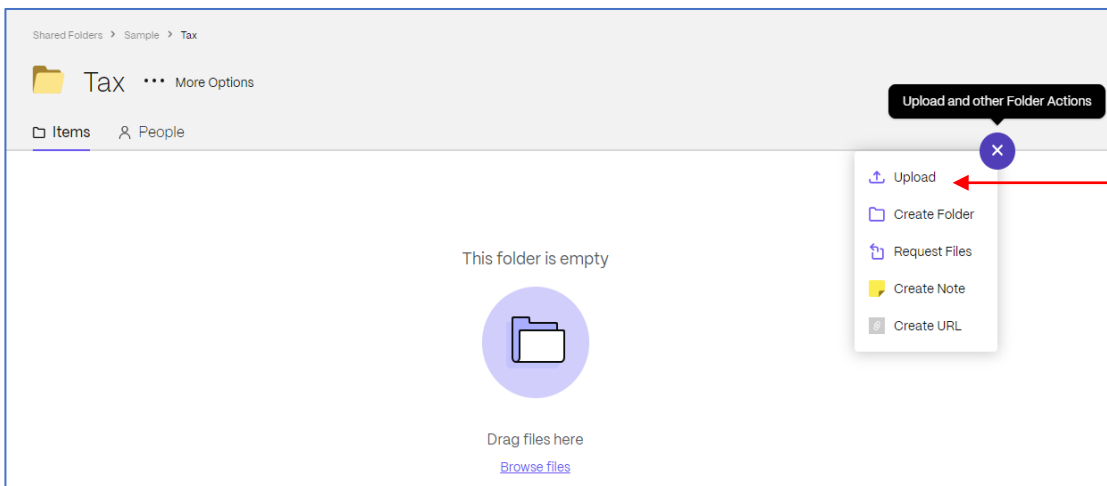 Shared Folders > Sample > Tax
Tax ••• More Options
Upload and other Folder Actions
Items People
Upload
Create Folder
Request Files
Create Note
Create URL
This folder is empty
Drag files here
Browse files